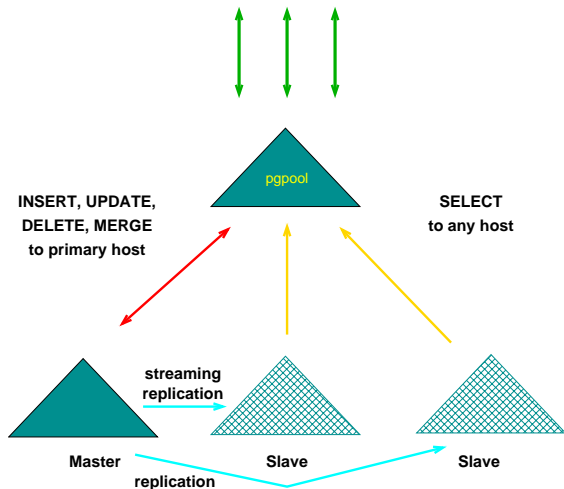 pgpool
INSERT, UPDATE,
DELETE, MERGE
to primary host
SELECT
to any host
streaming
replication
Master
Slave
Slave
replication